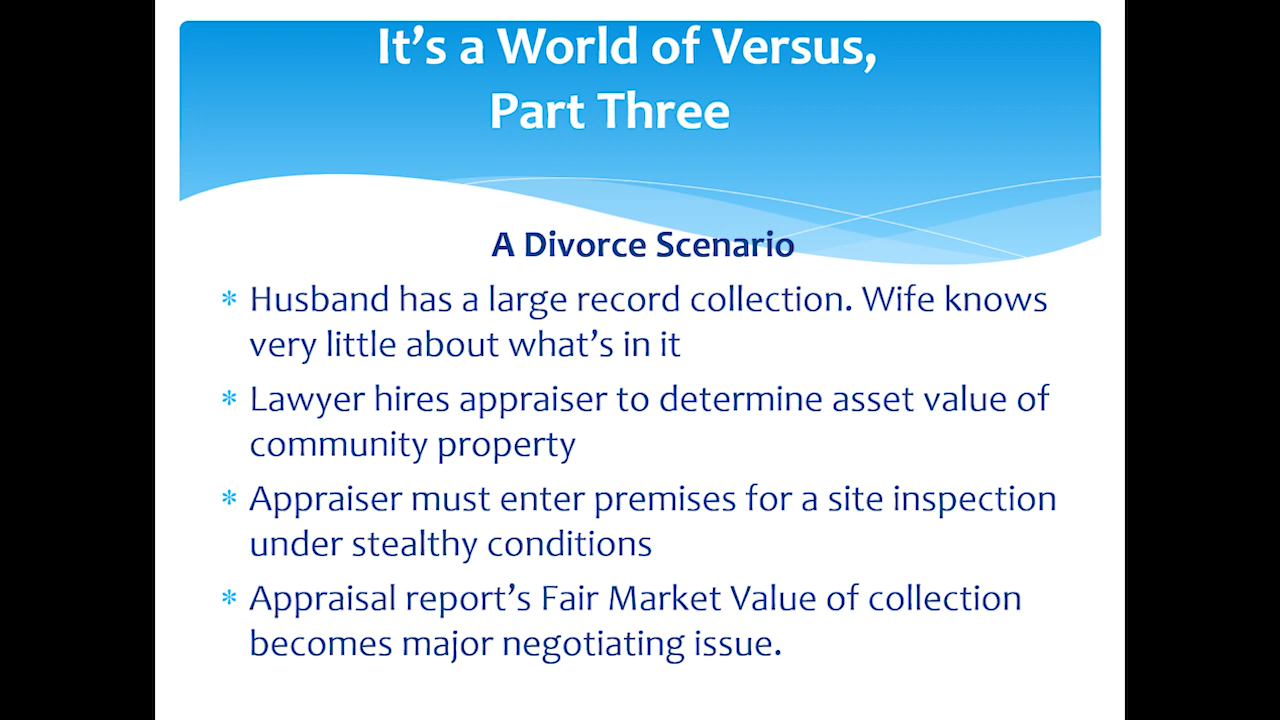 It's a World of Versus,
Part Three
A Divorce Scenario
* Husband has a large record collection. Wife knows
very little about what's in it
* Lawyer hires appraiser to determine asset value of
community property
* Appraiser must enter premises for a site inspection
under stealthy conditions
* Appraisal report's Fair Market Value of collection
becomes major negotiating issue.